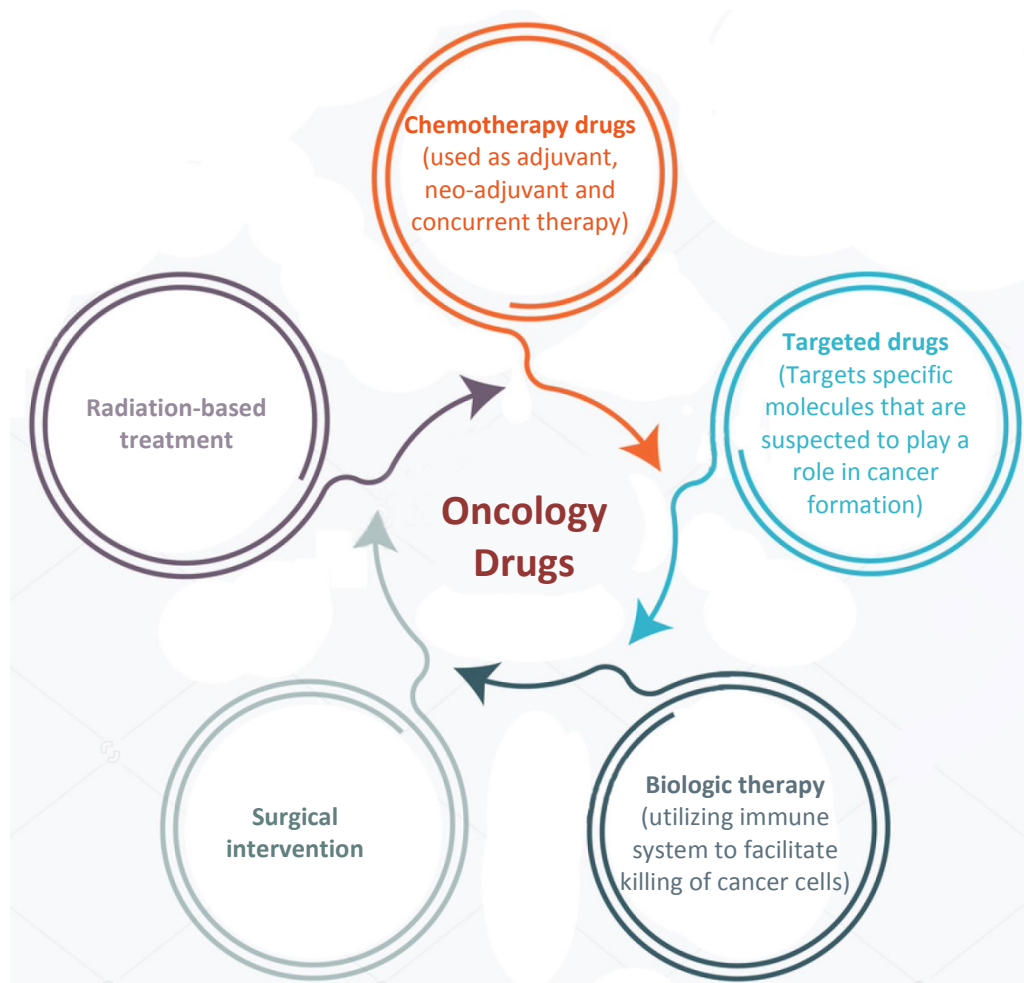 Chemotherapy drugs
(used as adjuvant,
neo-adjuvant and
concurrent therapy)
Targeted drugs
(Targets specific
molecules that are
suspected to play a
role in cancer
formation)
Radiation-based
treatment
Oncology
Drugs
Biologic therapy
(utilizing immune
system to facilitate
killing of cancer cells)
Surgical
intervention